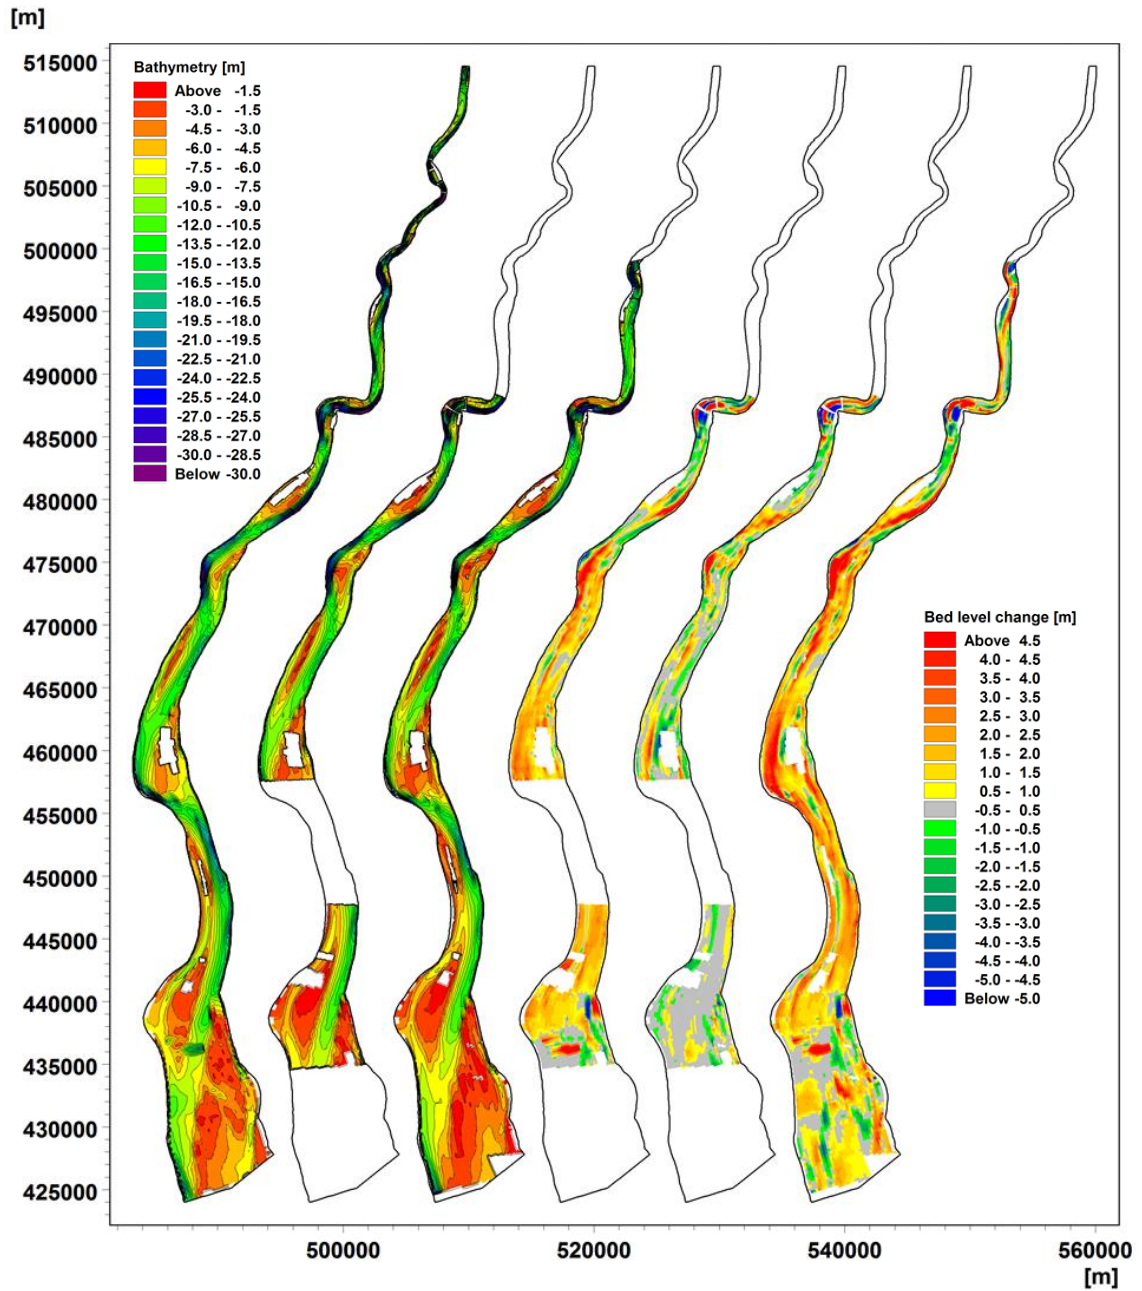 [m]
515000
510000
505000
500000
495000
490000
485000
480000
475000
470000
465000
460000
455000
450000
445000
440000
435000
430000
425000
Bathymetry [m]
Above -1.5
-3.0 - -1.5
-4.5 - -3.0
-6.0 - -4.5
-7.5 - -6.0
-9.0 - -7.5
-10.5 - -9.0
-12.0 - -10.5
-13.5 - -12.0
-15.0 - -13.5
-16.5 - -15.0
-18.0 - -16.5
-19.5 - -18.0
-21.0 - -19.5
-22.5 - -21.0
-24.0 - -22.5
-25.5 - -24.0
-27.0 - -25.5
-28.5 - -27.0
-30.0 - -28.5
Below -30.0
Bed level change [m]
Above 4.5
4.0 - 4.5
3.5 - 4.0
3.0 - 3.5
2.5 - 3.0
2.0 - 2.5
1.5 - 2.0
1.0 - 1.5
0.5 - 1.0
-0.5 - 0.5
-1.0 - -0.5
-1.5 - -1.0
-2.0 - -1.5
-2.5 - -2.0
-3.0 - -2.5
-3.5 - -3.0
-4.0 - -3.5
-4.5 - -4.0
-5.0 - -4.5
Below -5.0
500000 520000 540000 560000
[m]